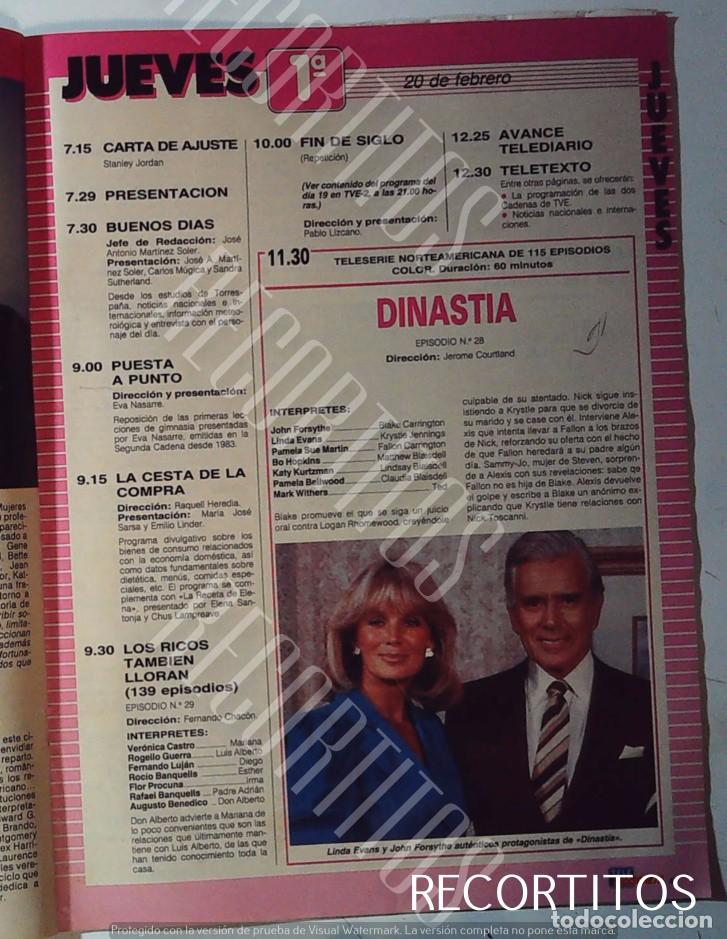 JUEVES 1ª
20 de febrero
JUEVES
7.15 CARTA DE AJUSTE
Stanley Jordan
7.29 PRESENTACION
7.30 BUENOS DIAS
Jefe de Redacción: José
Antonio Martínez Soler.
Presentación: José A. Martí-
nez Soler, Carlos Múgica y Sandra
Sutherland.
Desde los estudios de Torres-
paña, noticias nacionales e in-
ternacionales, información meteo-
rológica y entrevista con el perso-
naje del día.
9.00 PUESTA
A PUNTO
Dirección y presentación:
Eva Nasarre.
Reposición de las primeras lec-
ciones de gimnasia presentadas
por Eva Nasarre, emitidas en la
Segunda Cadena desde 1983.
9.15 LA CESTA DE LA
COMPRA
Dirección: Raquell Heredia.
Presentación: María José
Sarsa y Emilio Linder.
Programa divulgativo sobre los
bienes de consumo relacionados
con la economía doméstica, así
como datos fundamentales sobre
dietética, menús, comidas espe-
ciales, etc. El programa se com-
plementa con «La Receta de Ele-
na», presentado por Elena San-
tonja y Chus Lampreave.
9.30 LOS RICOS
TAMBIEN
LLORAN
(139 episodios)
EPISODIO N.º 29
Dirección: Fernando Chacón.
INTERPRETES:
Verónica Castro Mariana
Rogelio Guerra Luis Alberto
Fernando Luján Diego
Rocío Banquells Esther
Flor Procuna Irma
Rafael Banquells Padre Adrián
Augusto Benedico Don Alberto
Don Alberto advierte a Mariana de
lo poco convenientes que son las
relaciones que últimamente man-
tiene con Luis Alberto, de las que
han tenido conocimiento toda la
casa.
10.00 FIN DE SIGLO
(Repetición)
(Ver contenido del programa del
día 19 en TVE-2, a las 21.00 ho-
ras.)
Dirección y presentación:
Pablo Lizcano.
12.25 AVANCE
TELEDIARIO
12.30 TELETEXTO
Entre otras páginas, se ofrecerán:
• La programación de las dos
Cadenas de TVE.
• Noticias nacionales e interna-
ciones.
11.30 TELESERIE NORTEAMERICANA DE 115 EPISODIOS
COLOR. Duración: 60 minutos
DINASTIA
EPISODIO N.º 28
Dirección: Jerome Courtland
INTERPRETES:
John Forsythe Blake Carrington
Linda Evans Krystle Jennings
Pamela Sue Martin Fallon Carrington
Bo Hopkins Matthew Blaisdell
Katy Kurtzman Lindsay Blaisdell
Pamela Bellwood Claudia Blaisdell
Mark Withers Ted
Blake promueve el que se siga un juicio
oral contra Logan Rhomewood, creyéndole
culpable de su atentado. Nick sigue ins-
istiendo a Krystle para que se divorcie de
su marido y se case con él. Interviene Ale-
xis que intenta llevar a Fallon a los brazos
de Nick, reforzando su oferta con el hecho
de que Fallon heredará a su padre algún
día. Sammy-Jo, mujer de Steven, sorpren-
de a Alexis con sus revelaciones: sabe qe
Fallon no es hija de Blake. Alexis devuelve
el golpe y escribe a Blake un anónimo ex-
plicando que Krystle tiene relaciones con
Nick Toscanni.
Linda Evans y John Forsythe auténticos protagonistas de «Dinastía».
RECORTITOS
RECORTITOS
RECORTITOS
RECORTITOS
todocoleccion
Protegido con la versión de prueba de Visual Watermark. La versión completa no pone esta marca.